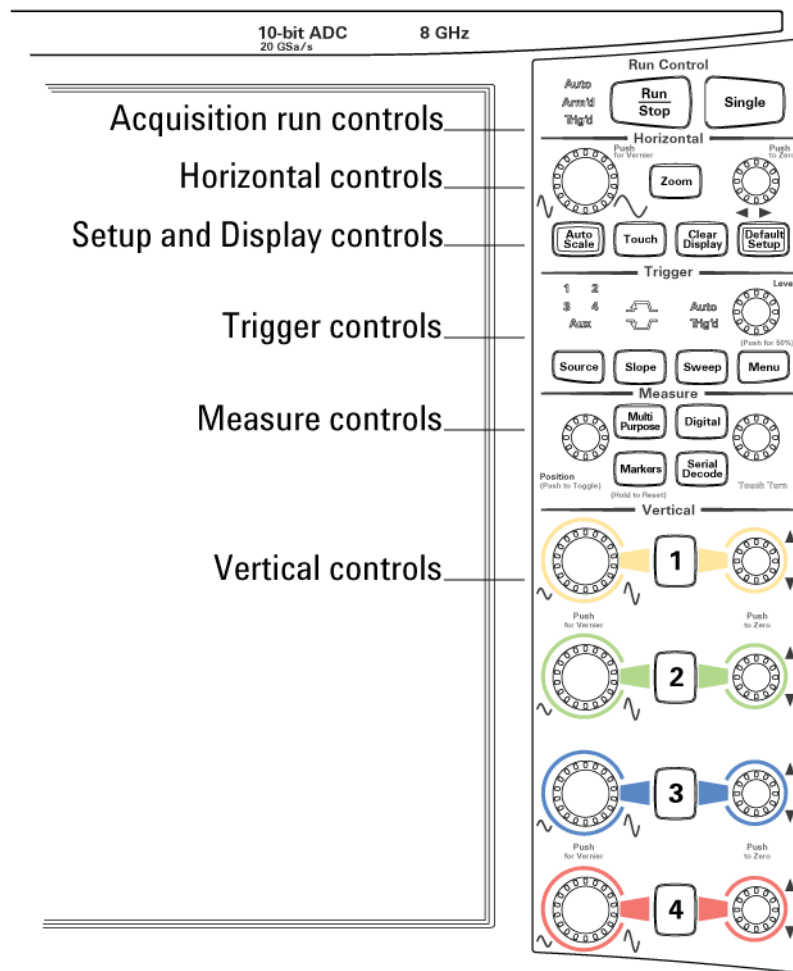 10-bit ADC 8 GHz
20 GSa/s
Run Control
Auto
Arm'd
Trig'd
Run
Stop
Single
Acquisition run controls
Horizontal
Push
for Vernier
Zoom
Push
to Zero
Horizontal controls
Auto
Scale
Touch
Clear
Display
Default
Setup
Setup and Display controls
Trigger
1 2
3 4
Aux
Auto
Trig'd
Level
(Push for 50%)
Trigger controls
Source
Slope
Sweep
Menu
Measure
Multi
Purpose
Digital
Measure controls
Markers
Serial
Decode
Position
(Push to Toggle)
(Hold to Reset)
Touch Turn
Vertical
1
Vertical controls
Push
for Vernier
Push
to Zero
2
3
Push
for Vernier
Push
to Zero
4